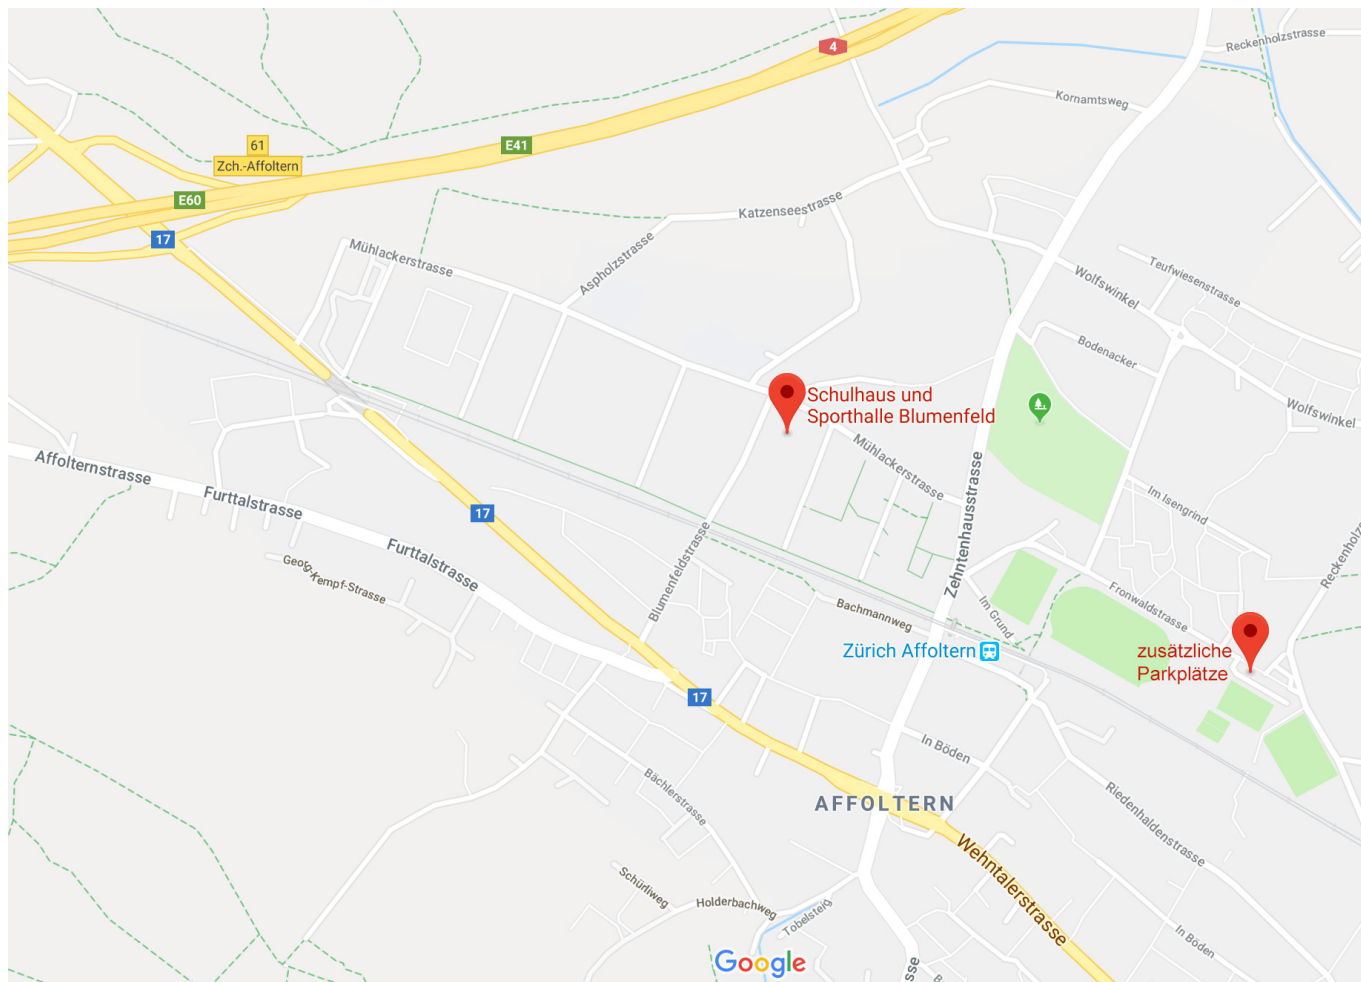 Reckenholzstrasse
4
Kornamtsweg
61
Zch.-Affoltern
E41
E60
17
Katzenseestrasse
Mühlackerstrasse
Aspholzstrasse
Wolfswinkel
Teufwiesenstrasse
Bodenacker
Wolfswinkel
Schulhaus und
Sporthalle Blumenfeld
Mühlackerstrasse
Affolternstrasse
Furttalstrasse
17
Zehntenhausstrasse
Im Isengrind
Furttalstrasse
Georg-Kempf-Strasse
Blumenfeldstrasse
Bachmannweg
Im Grund
Fronwaldstrasse
Reckenholz
Zürich Affoltern
zusätzliche
Parkplätze
17
In Böden
Bächlerstrasse
AFFOLTERN
Riedenhaldenstrasse
Wehntalerstrasse
Schürliweg
Holderbachweg
Tobelsteig
In Böden
Google
sse